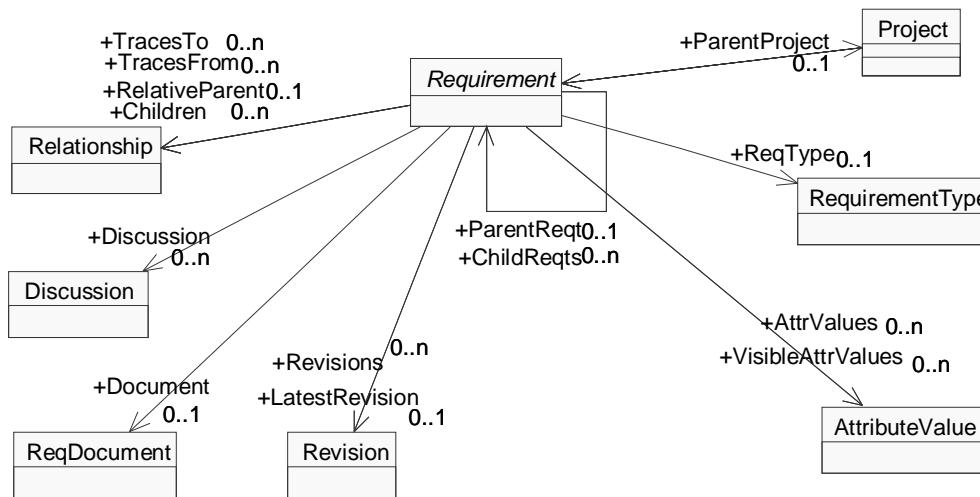 Project
+TracesTo 0..n
+ParentProject
+TracesFrom 0..n
0..1
Requirement
+RelativeParent 0..1
+Children 0..n
Relationship
+ReqType 0..1
RequirementType
+ParentReqt 0..1
+Discussion
0..n
+ChildReqts 0..n
Discussion
+AttrValues 0..n
+Revisions 0..n
+VisibleAttrValues 0..n
+Document
0..1
+LatestRevision
0..1
AttributeValue
ReqDocument
Revision